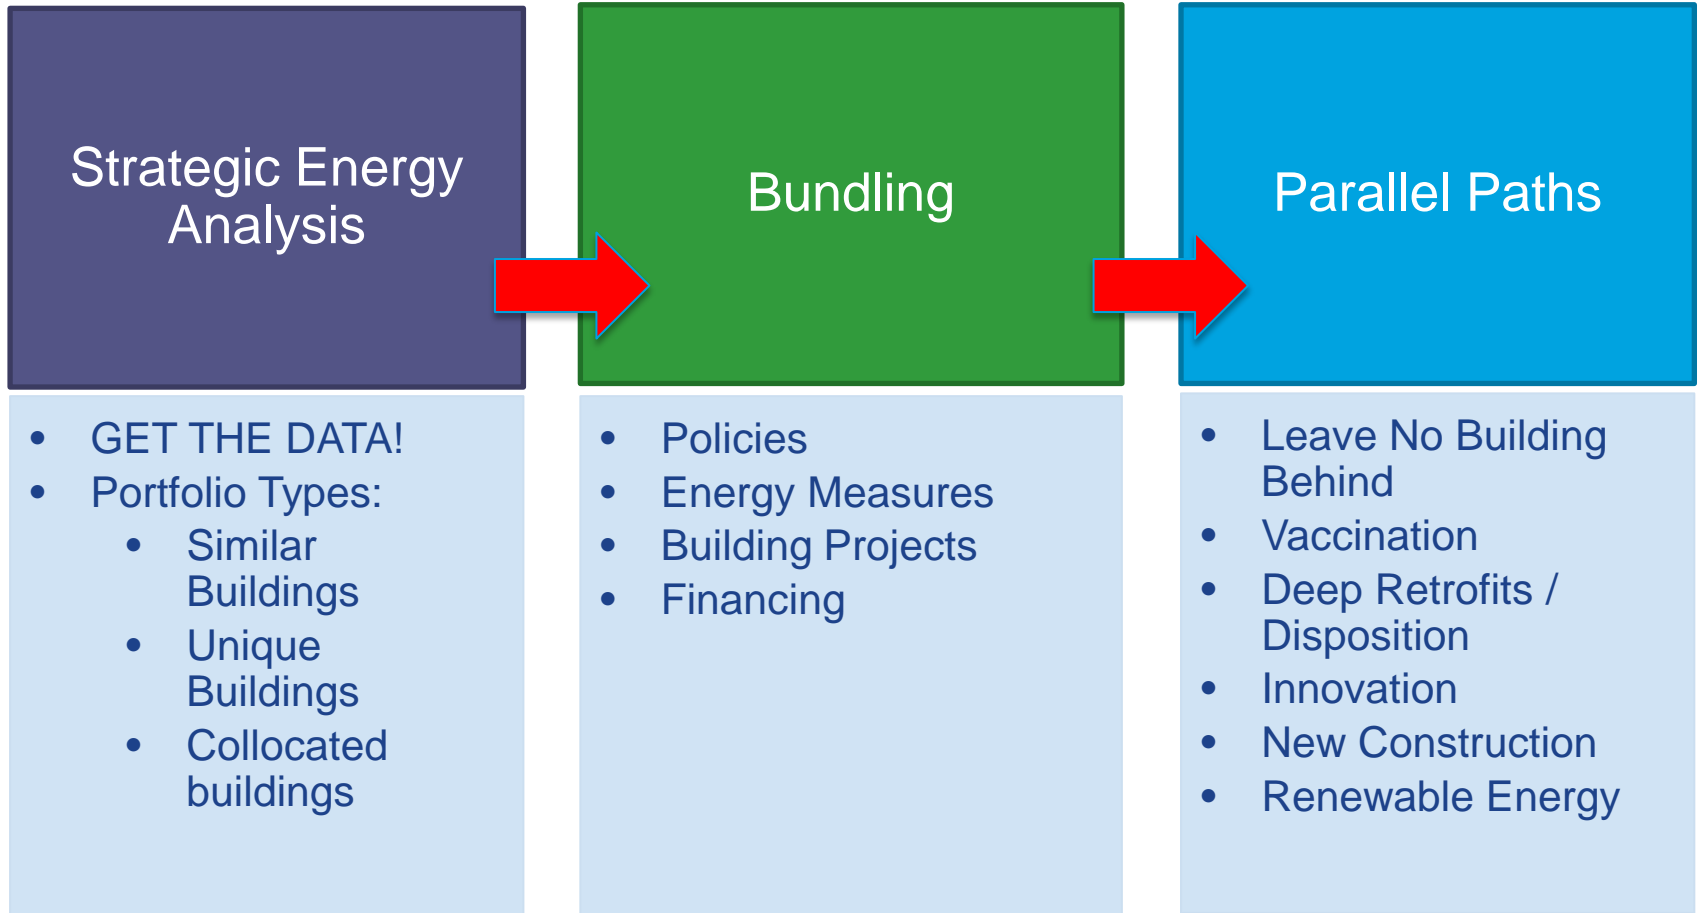 Strategic Energy
Analysis
• GET THE DATA!
• Portfolio Types:
• Similar
Buildings
• Unique
Buildings
• Collocated
buildings
Bundling
• Policies
• Energy Measures
• Building Projects
• Financing
Parallel Paths
• Leave No Building
Behind
• Vaccination
• Deep Retrofits /
Disposition
• Innovation
• New Construction
• Renewable Energy